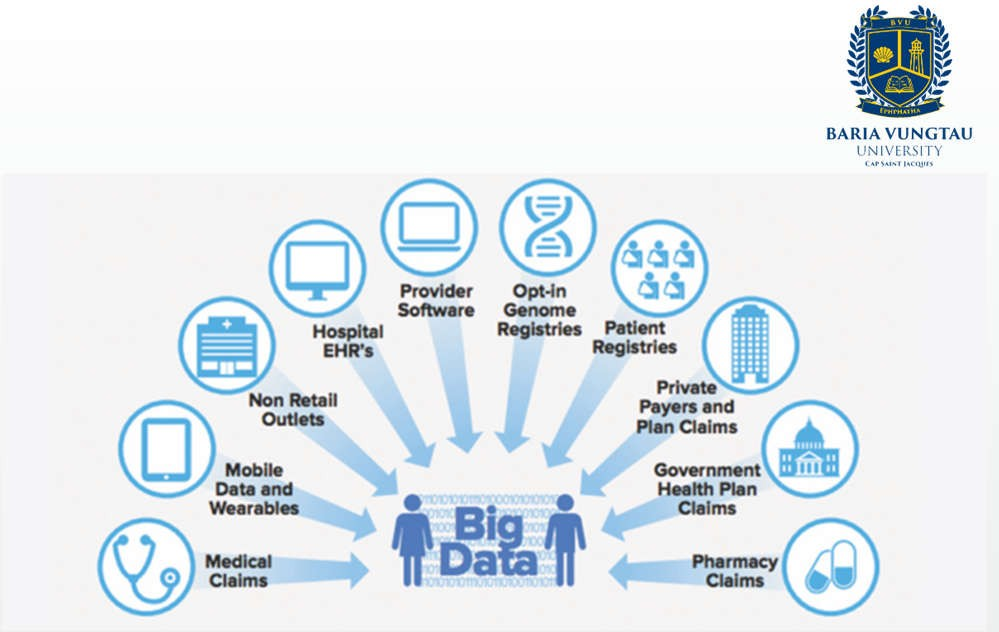 BVU
EPHPHATHA
BARIA VUNGTAU
UNIVERSITY
CAP SAINT JACQUES
Provider
Software
Opt-in
Genome
Registries
Hospital
EHR's
Patient
Registries
Non Retail
Outlets
Private
Payers and
Plan Claims
Mobile
Data and
Wearables
Government
Health Plan
Claims
Medical
Claims
Big
Data
Pharmacy
Claims